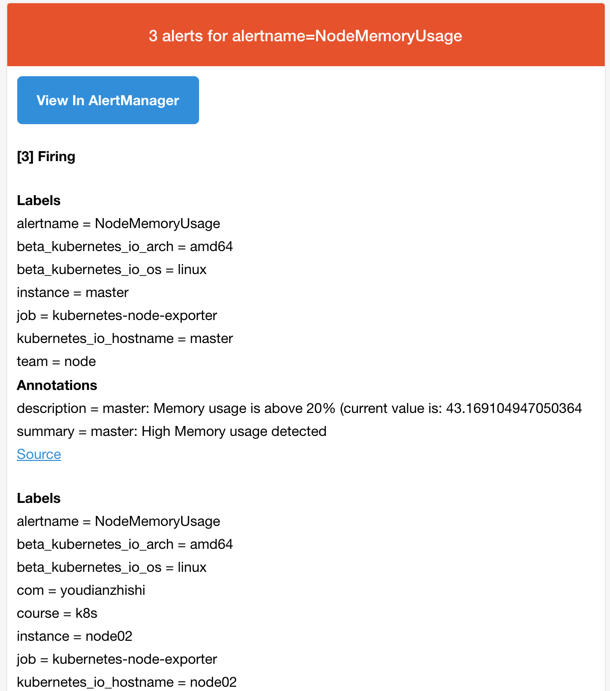 3 alerts for alertname=NodeMemoryUsage
View In AlertManager
[3] Firing
Labels
alertname = NodeMemoryUsage
beta_kubernetes_io_arch = amd64
beta_kubernetes_io_os = linux
instance = master
job = kubernetes-node-exporter
kubernetes_io_hostname = master
team = node
Annotations
description = master: Memory usage is above 20% (current value is: 43.169104947050364
summary = master: High Memory usage detected
Source
Labels
alertname = NodeMemoryUsage
beta_kubernetes_io_arch = amd64
beta_kubernetes_io_os = linux
com = youdianzhishi
course = k8s
instance = node02
job = kubernetes-node-exporter
kubernetes_io_hostname = node02